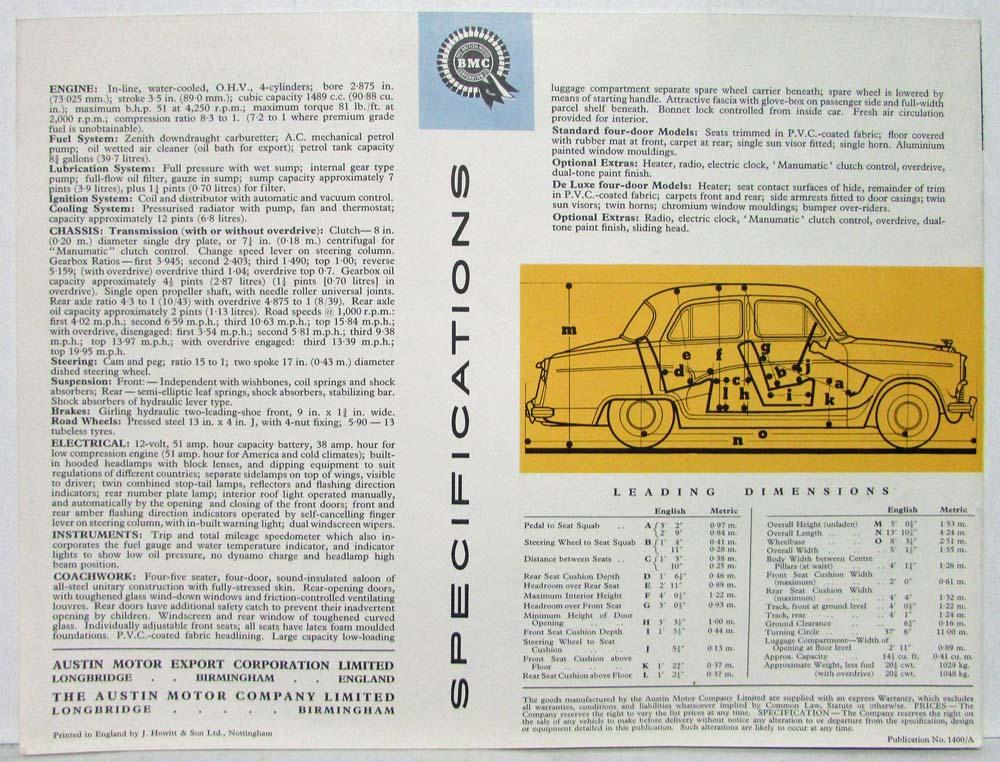 BMC
ENGINE: In-line, water-cooled, O.H.V., 4-cylinders; bore 2·875 in.
(73·025 mm.); stroke 3·5 in. (89·0 mm.); cubic capacity 1489 c.c. (90·88 cu.
in.); maximum b.h.p. 51 at 4,250 r.p.m.; maximum torque 81 lb./ft. at
2,000 r.p.m.; compression ratio 8·3 to 1. (7·2 to 1 where premium grade
fuel is unobtainable).
Fuel System: Zenith downdraught carburetter; A.C. mechanical petrol
pump; oil wetted air cleaner (oil bath for export); petrol tank capacity
8¾ gallons (39·7 litres).
Lubrication System: Full pressure with wet sump; internal gear type
pump; full-flow oil filter, gauze in sump; sump capacity approximately 7
pints (3·9 litres), plus 1¼ pints (0·70 litres) for filter.
Ignition System: Coil and distributor with automatic and vacuum control.
Cooling System: Pressurised radiator with pump, fan and thermostat;
capacity approximately 12 pints (6·8 litres).
CHASSIS: Transmission (with or without overdrive): Clutch— 8 in.
(0·20 m.) diameter single dry plate, or 7¼ in. (0·18 m.) centrifugal for
"Manumatic" clutch control. Change speed lever on steering column.
Gearbox Ratios—first 3·945; second 2·403; third 1·490; top 1·00; reverse
5·159; (with overdrive) overdrive third 1·04; overdrive top 0·7. Gearbox oil
capacity approximately 4½ pints (2·87 litres) (1¼ pints [0·70 litres] in
overdrive). Single open propeller shaft, with needle roller universal joints.
Rear axle ratio 4·3 to 1 (10/43) with overdrive 4·875 to 1 (8/39). Rear axle
oil capacity approximately 2 pints (1·13 litres). Road speeds @ 1,000 r.p.m.:
first 4·02 m.p.h.; second 6·59 m.p.h.; third 10·63 m.p.h.; top 15·84 m.p.h.;
with overdrive, disengaged: first 3·54 m.p.h.; second 5·81 m.p.h.; third 9·38
m.p.h.; top 13·97 m.p.h.; with overdrive engaged: third 13·39 m.p.h.;
top 19·95 m.p.h.
Steering: Cam and peg; ratio 15 to 1; two spoke 17 in. (0·43 m.) diameter
dished steering wheel.
Suspension: Front:—Independent with wishbones, coil springs and shock
absorbers; Rear—semi-elliptic leaf springs, shock absorbers, stabilizing bar.
Shock absorbers of hydraulic lever type.
Brakes: Girling hydraulic two-leading-shoe front, 9 in. x 1¾ in. wide.
Road Wheels: Pressed steel 13 in. x 4 in. J, with 4-nut fixing; 5·90 — 13
tubeless tyres.
ELECTRICAL: 12-volt, 51 amp. hour capacity battery, 38 amp. hour for
low compression engine (51 amp. hour for America and cold climates); built-
in hooded headlamps with block lenses, and dipping equipment to suit
regulations of different countries; separate sidelamps on top of wings, visible
to driver; twin combined stop-tail lamps, reflectors and flashing direction
indicators; rear number plate lamp; interior roof light operated manually,
and automatically by the opening and closing of the front doors; front and
rear amber flashing direction indicators operated by self-cancelling finger
lever on steering column, with in-built warning light; dual windscreen wipers.
INSTRUMENTS: Trip and total mileage speedometer which also in-
corporates the fuel gauge and water temperature indicator, and indicator
lights to show low oil pressure, no dynamo charge and headlamp high
beam position.
COACHWORK: Four-five seater, four-door, sound-insulated saloon of
all-steel unitary construction with fully-stressed skin. Rear-opening doors,
with toughened glass wind-down windows and friction-controlled ventilating
louvres. Rear doors have additional safety catch to prevent their inadvertent
opening by children. Windscreen and rear window of toughened curved
glass. Individually adjustable front seats; all seats have latex foam moulded
foundations. P.V.C.-coated fabric headlining. Large capacity low-loading
AUSTIN MOTOR EXPORT CORPORATION LIMITED
LONGBRIDGE . . BIRMINGHAM . . ENGLAND
THE AUSTIN MOTOR COMPANY LIMITED
LONGBRIDGE . . . . . BIRMINGHAM
Printed in England by J. Howitt & Son Ltd., Nottingham
SPECIFICATIONS
luggage compartment separate spare wheel carrier beneath; spare wheel is lowered by
means of starting handle. Attractive fascia with glove-box on passenger side and full-width
parcel shelf beneath. Bonnet lock controlled from inside car. Fresh air circulation
provided for interior.
Standard four-door Models: Seats trimmed in P.V.C.-coated fabric; floor covered
with rubber mat at front, carpet at rear; single sun visor fitted; single horn. Aluminium
painted window mouldings.
Optional Extras: Heater, radio, electric clock, 'Manumatic' clutch control, overdrive,
dual-tone paint finish.
De Luxe four-door Models: Heater; seat contact surfaces of hide, remainder of trim
in P.V.C.-coated fabric; carpets front and rear; side armrests fitted to door casings; twin
sun visors; twin horns; chromium window mouldings; bumper over-riders.
Optional Extras: Radio, electric clock, 'Manumatic' clutch control, overdrive, dual-
tone paint finish, sliding head.
m
e f g
d c b j a
l h i k
n o
LEADING DIMENSIONS
English Metric
Pedal to Seat Squab .. A 3' 2" 0·97 m.
2' 9" 0·84 m.
Steering Wheel to Seat Squab B 1' 4" 0·41 m.
11" 0·28 m.
Distance between Seats .. C 1' 3" 0·38 m.
10" 0·25 m.
Rear Seat Cushion Depth D 1' 6¼" 0·46 m.
Headroom over Rear Seat E 2' 11" 0·89 m.
Maximum Interior Height F 4' 0½" 1·22 m.
Headroom over Front Seat G 3' 0½" 0·93 m.
Minimum Height of Door
Opening .. .. H 3' 3½" 1·00 m.
Front Seat Cushion Depth I 1' 5½" 0·44 m.
Steering Wheel to Seat
Cushion .. .. J 5¼" 0·13 m.
Front Seat Cushion above
Floor .. .. K 1' 2½" 0·37 m.
Rear Seat Cushion above Floor L 1' 2½" 0·37 m.
English Metric
Overall Height (unladen) M 5' 0¼" 1·53 m.
Overall Length .. .. N 13' 10¾" 4·24 m.
Wheelbase .. .. O 8' 3¼" 2·51 m.
Overall Width .. .. 5' 1½" 1·55 m.
Body Width between Centre
Pillars (at waist) .. .. 4' 1½" 1·26 m.
Front Seat Cushion Width
(maximum) .. .. 2' 0" 0·61 m.
Rear Seat Cushion Width
(maximum) .. .. 4' 4" 1·32 m.
Track, front at ground level 4' 0½" 1·22 m.
Track, rear .. .. 4' 1" 1·24 m.
Ground Clearance .. 6½" 0·16 m.
Turning Circle .. .. 37' 6" 11·00 m.
Luggage Compartment—Width of
Opening at floor level 2' 11" 0·89 m.
Approx. Capacity .. 14½ cu. ft. 0·41 cu. m.
Approximate Weight, less fuel 20¼ cwt. 1029 kg.
(with overdrive) 20¾ cwt. 1048 kg.
The goods manufactured by the Austin Motor Company Limited are supplied with an express Warranty, which excludes
all warranties, conditions and liabilities whatsoever implied by Common Law, Statute or otherwise. PRICES—The
Company reserves the right to vary the list prices at any time. SPECIFICATION—The Company reserves the right on
the sale of any vehicle to make before delivery without notice any alteration to or departure from the specification, design
or equipment detailed in this publication. Such alterations are likely to occur at any time.
Publication No. 1400/A